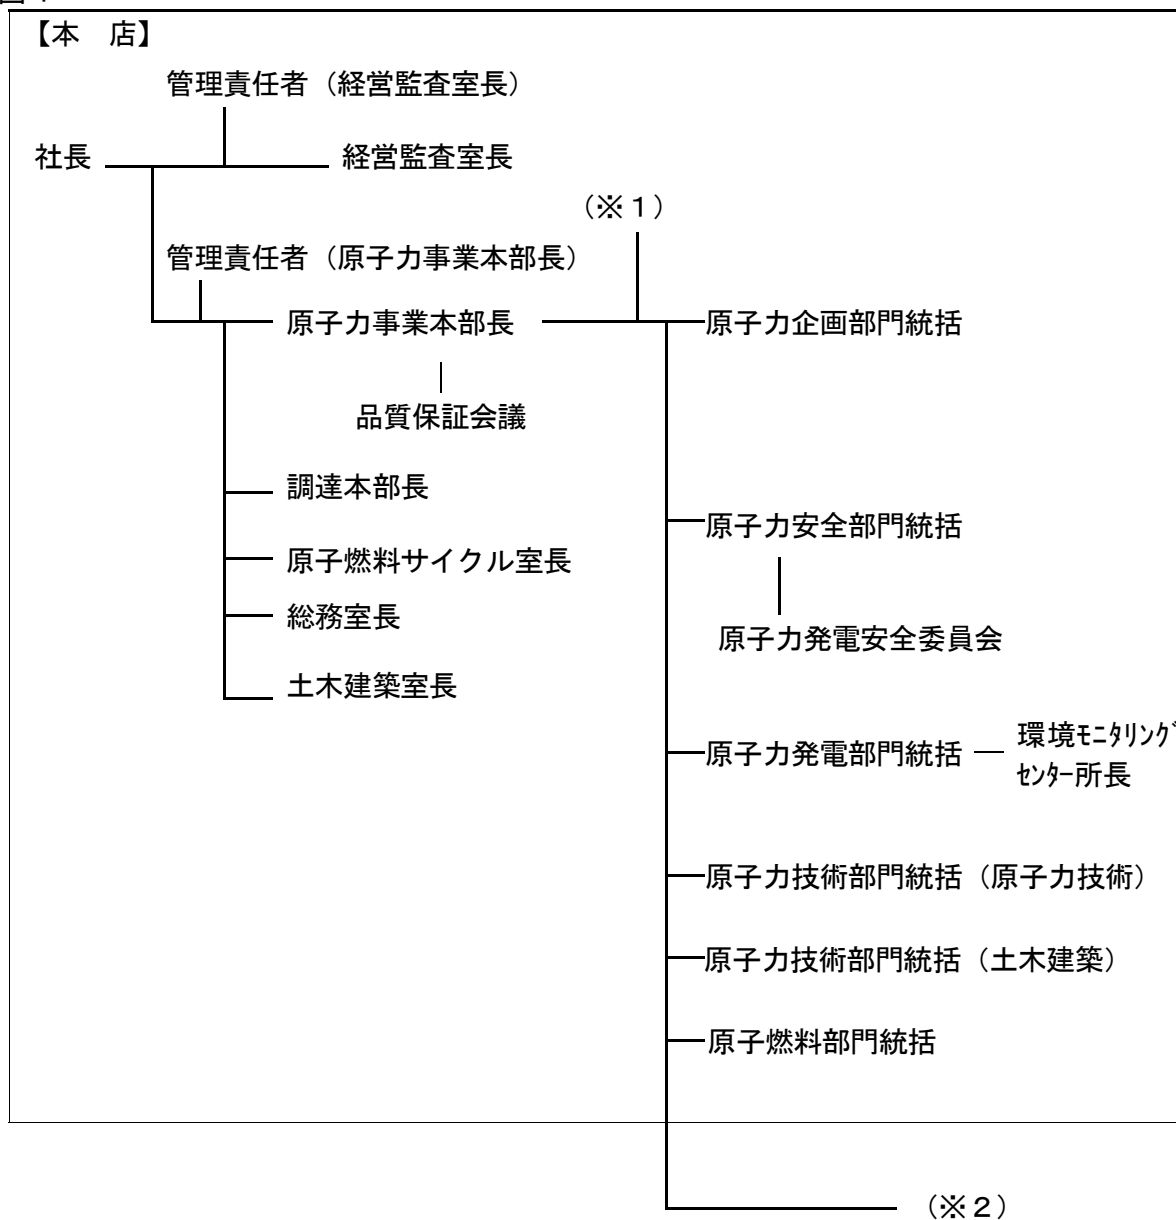 【本　店】
管理責任者（経営監査室長）
社長
経営監査室長
（※１）
管理責任者（原子力事業本部長）
原子力事業本部長
原子力企画部門統括
品質保証会議
調達本部長
原子力安全部門統括
原子燃料サイクル室長
総務室長
原子力発電安全委員会
土木建築室長
原子力発電部門統括
環境ﾓﾆﾀﾘﾝｸﾞ
ｾﾝﾀｰ所長
原子力技術部門統括（原子力技術）
原子力技術部門統括（土木建築）
原子燃料部門統括
（※２）